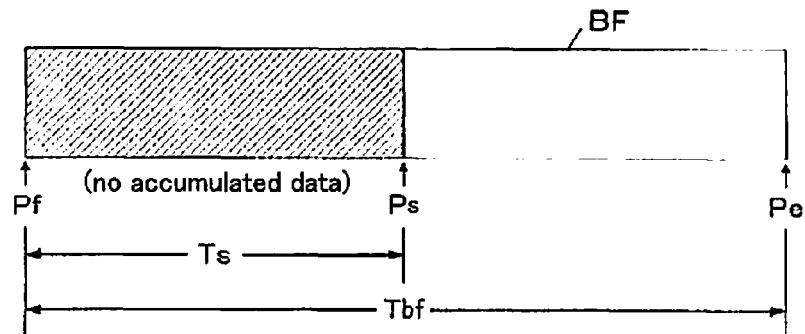 BF
(no accumulated data)
Pf Ps Pe
Ts
Tbf